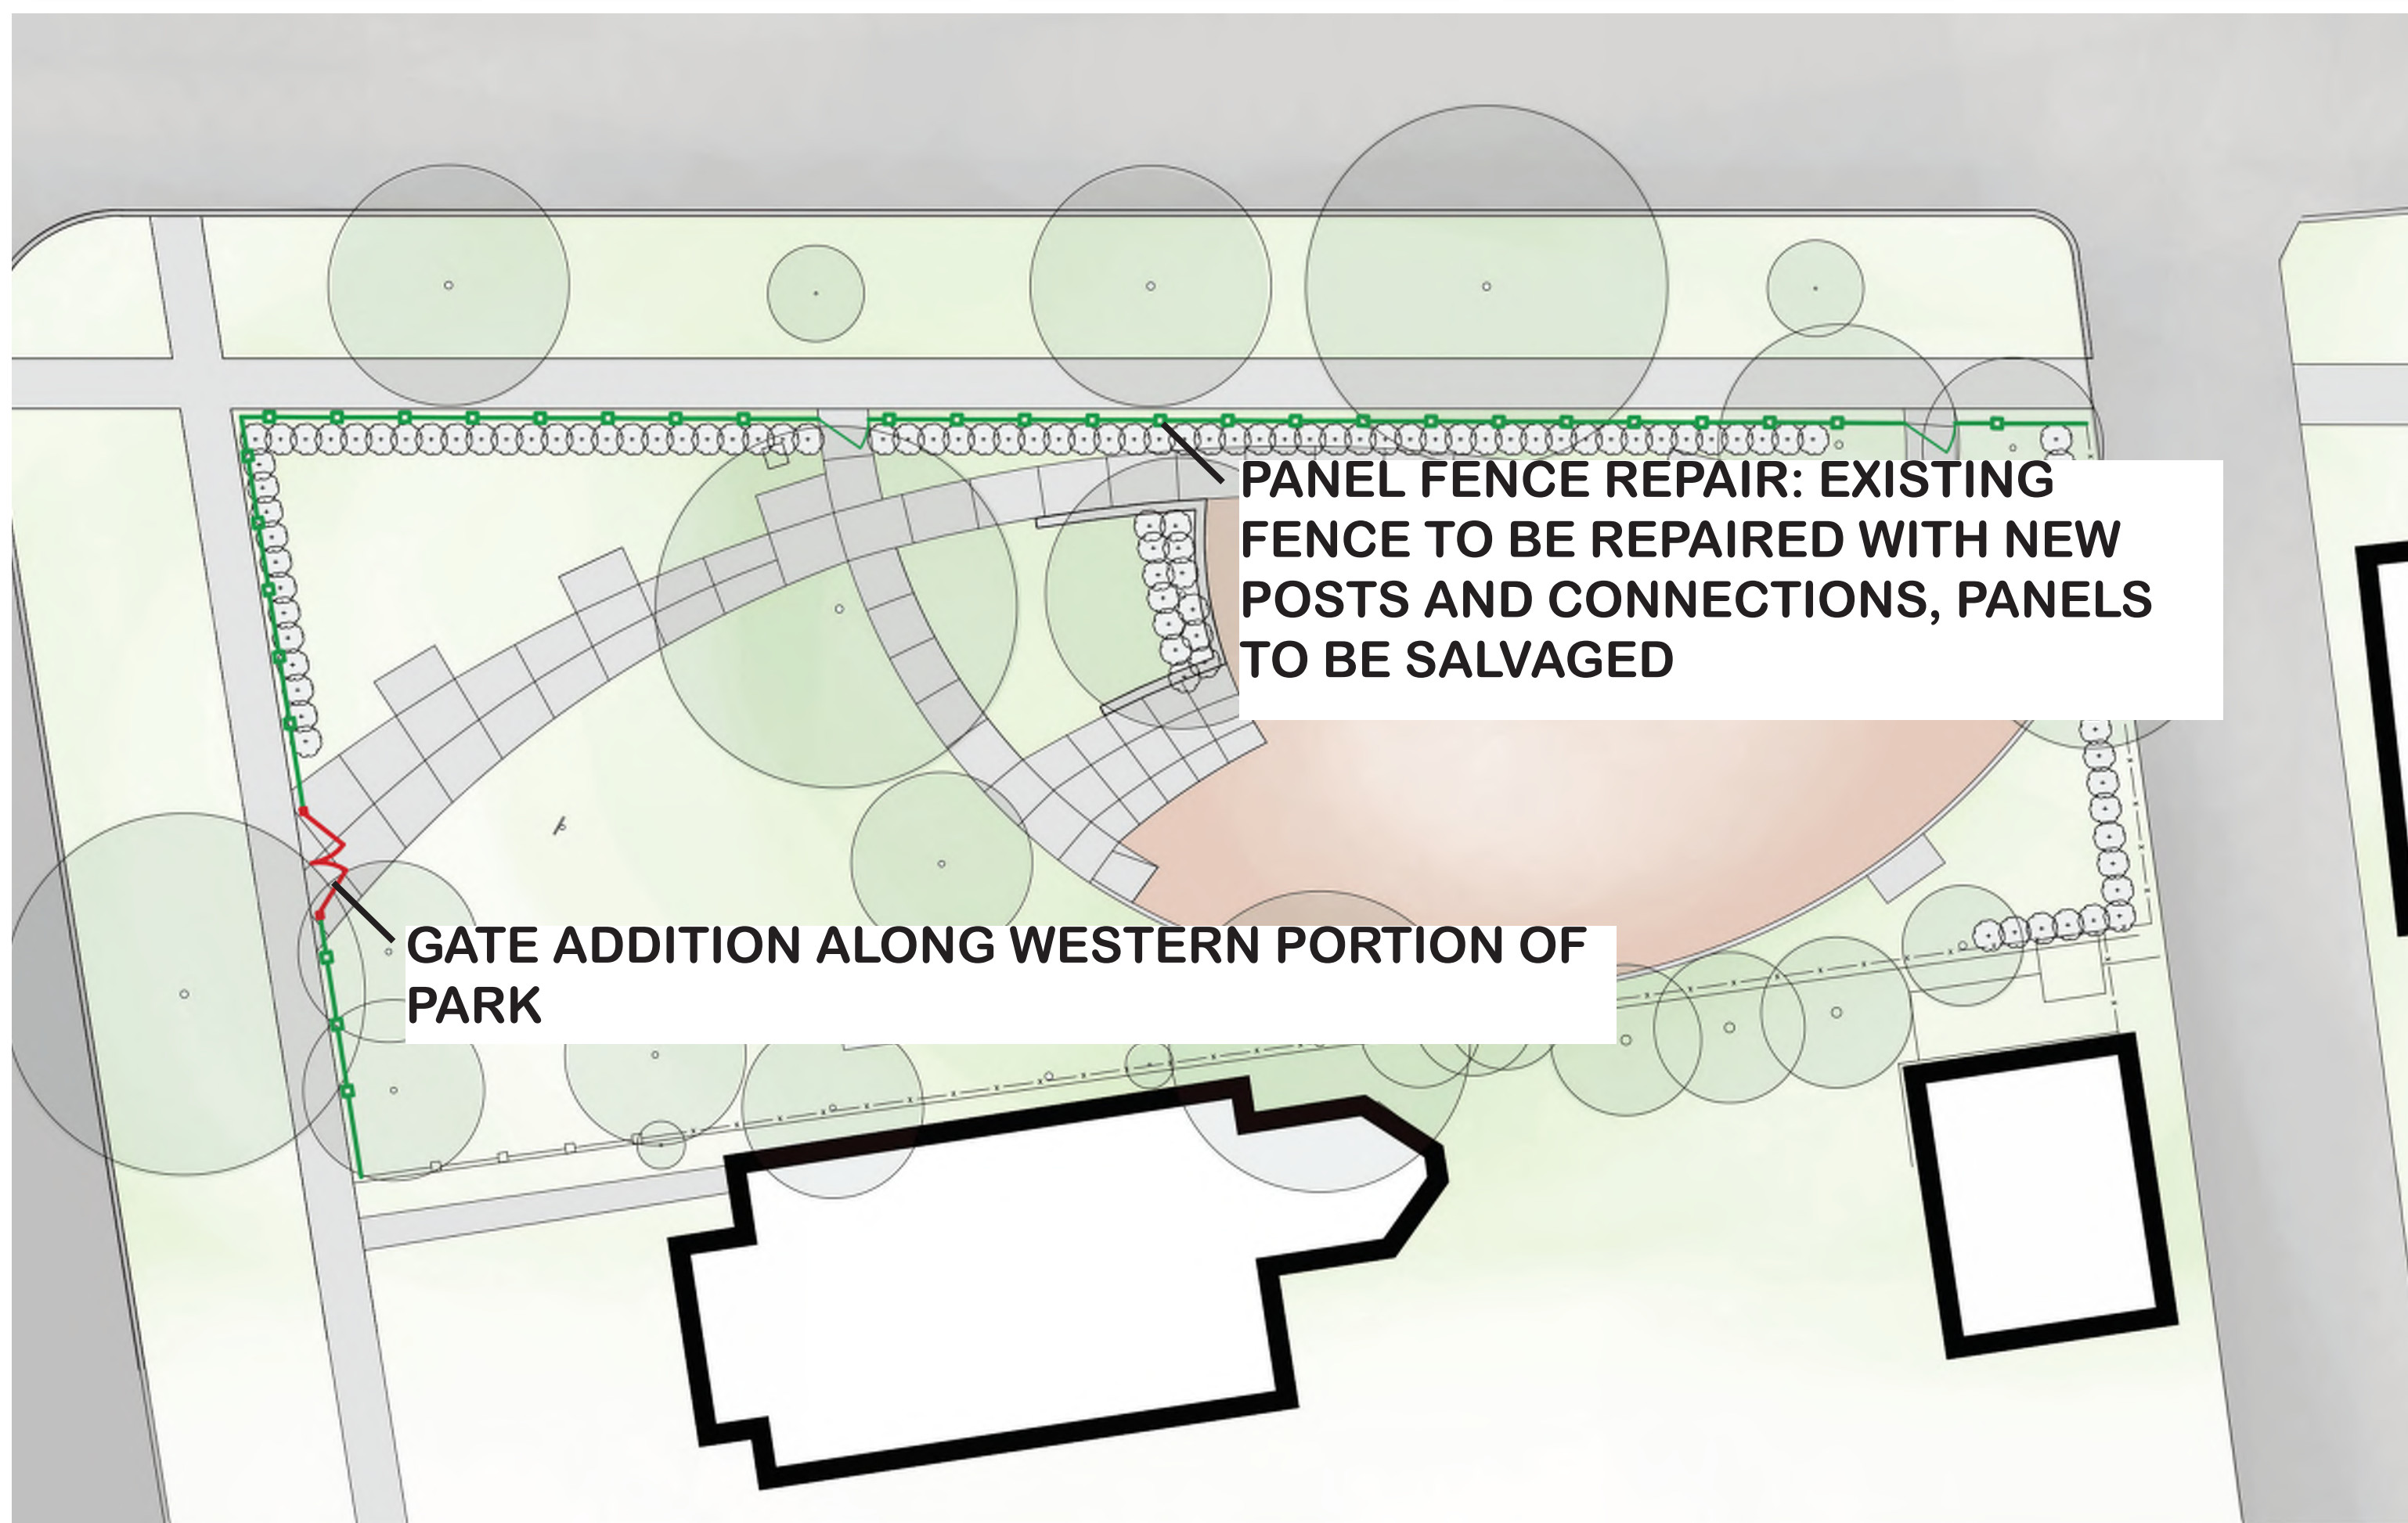 PANEL FENCE REPAIR: EXISTING
FENCE TO BE REPAIRED WITH NEW
POSTS AND CONNECTIONS, PANELS
TO BE SALVAGED
GATE ADDITION ALONG WESTERN PORTION OF
PARK